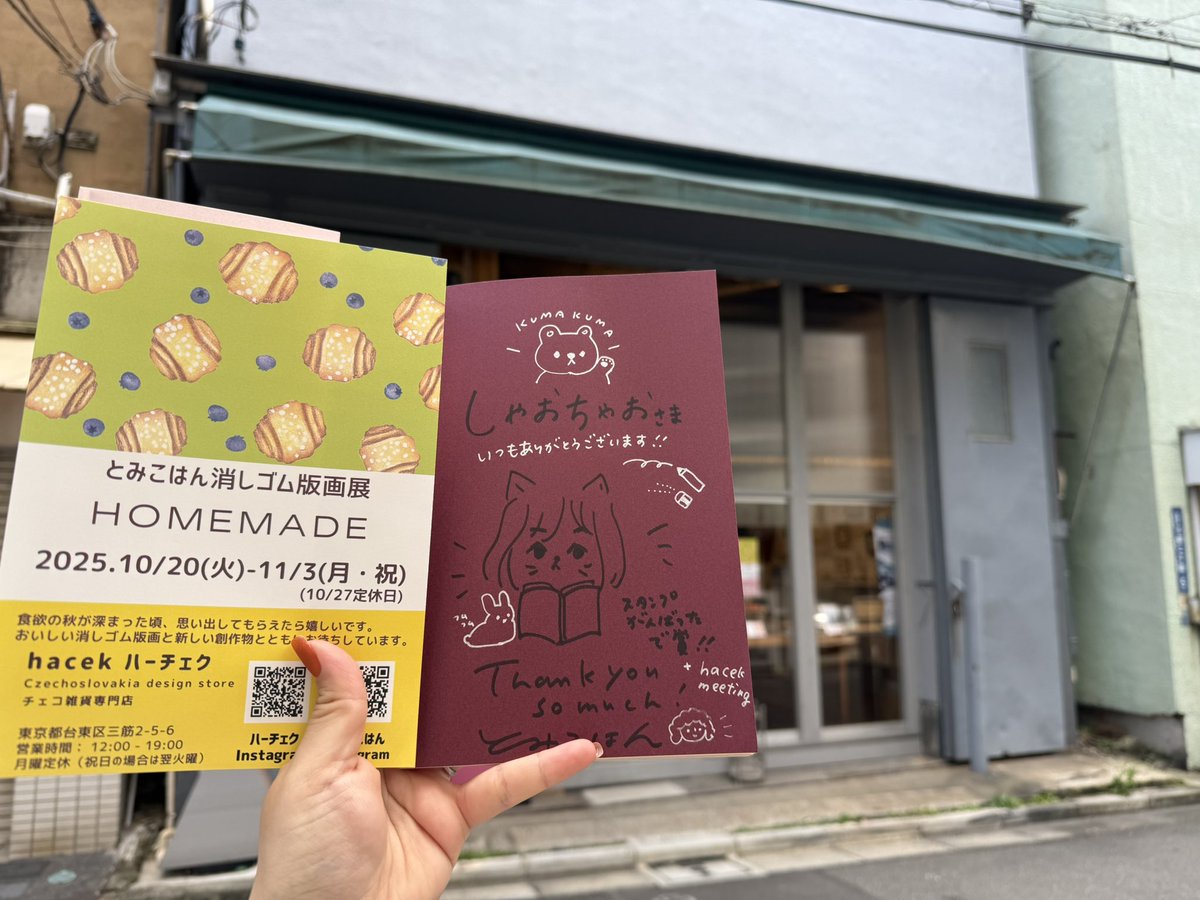 とみこはん消しゴム版画展
HOMEMADE
2025.10/20(火)-11/3(月・祝)
(10/27定休日)
食欲の秋が深まった頃、思い出してもらえたら嬉しいです。
おいしい消しゴム版画と新しい創作物とともに お待ちしています。
hacek ハーチェク
Czechoslovakia design store
チェコ雑貨専門店
東京都台東区三筋2-5-6
営業時間: 12:00 - 19:00
月曜定休（祝日の場合は翌火曜）
ハーチェク
Instagra
はん
gram
KUMA KUMA
しゃおちゃおさま
いつもありがとうございます!!
スタンプ
がんばった
で賞!!
Thank you
so much!
+ hacek
meeting
とみこはん